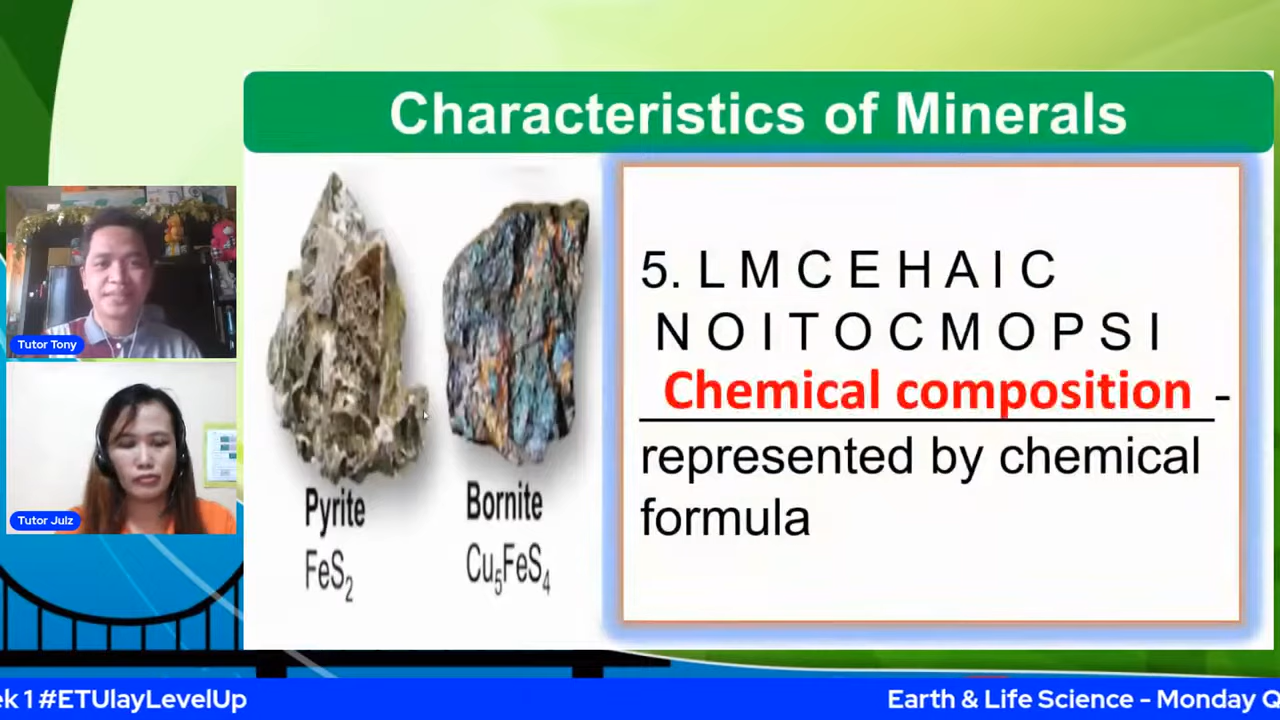 Characteristics of Minerals
Tutor Tony
Tutor Julz
Pyrite
FeS₂
Bornite
Cu₅FeS₄
5. L M C E H A I C
N O I T O C M O P S I
Chemical composition -
represented by chemical
formula
ek 1 #ETUlayLevelUp
Earth & Life Science - Monday Q